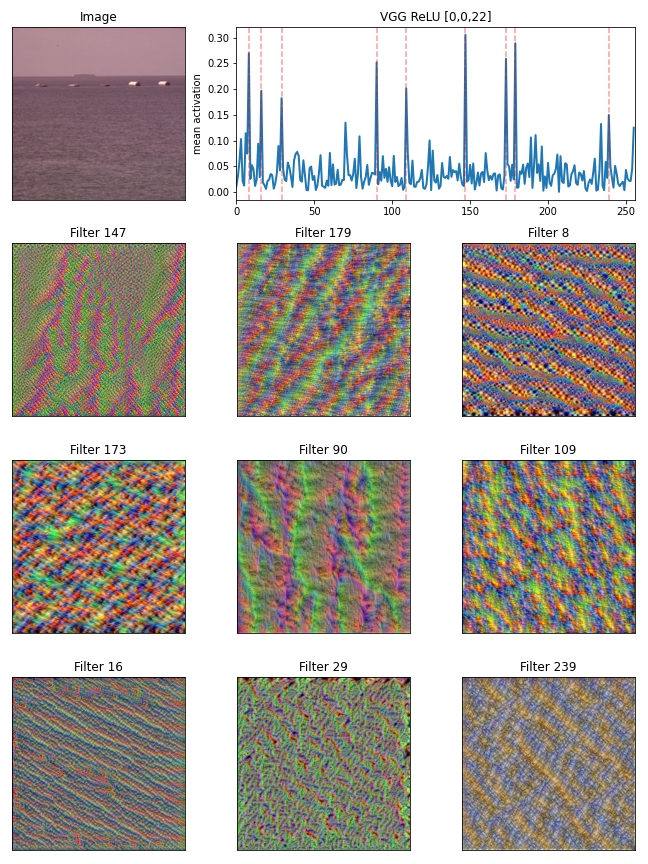 Image
VGG ReLU [0,0,22]
mean activation
0.30
0.25
0.20
0.15
0.10
0.05
0.00
0 50 100 150 200 250
Filter 147 Filter 179 Filter 8
Filter 173 Filter 90 Filter 109
Filter 16 Filter 29 Filter 239